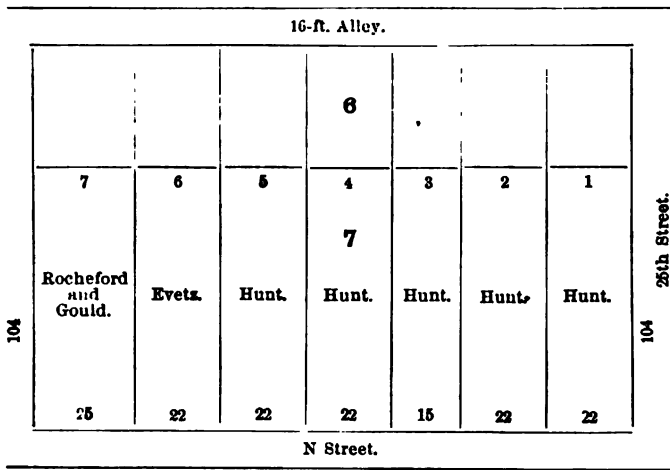 16-ft. Alley.
6
7 6 5 4 3 2 1
7
25th Street.
Rocheford
and
Gould.
Evetz.
Hunt.
Hunt.
Hunt.
Hunt.
Hunt.
104
104
25 22 22 22 15 22 22
N Street.